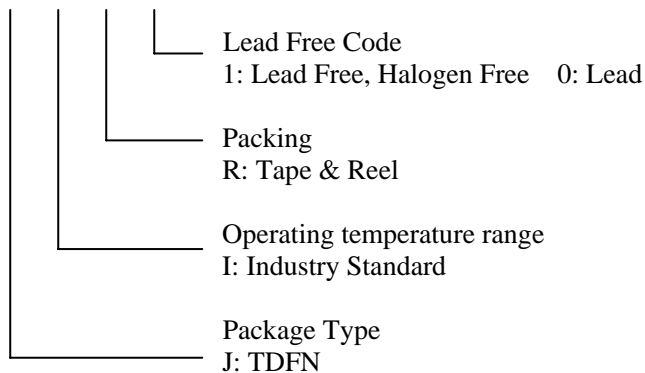 Lead Free Code
1: Lead Free, Halogen Free 0: Lead
Packing
R: Tape & Reel
Operating temperature range
I: Industry Standard
Package Type
J: TDFN